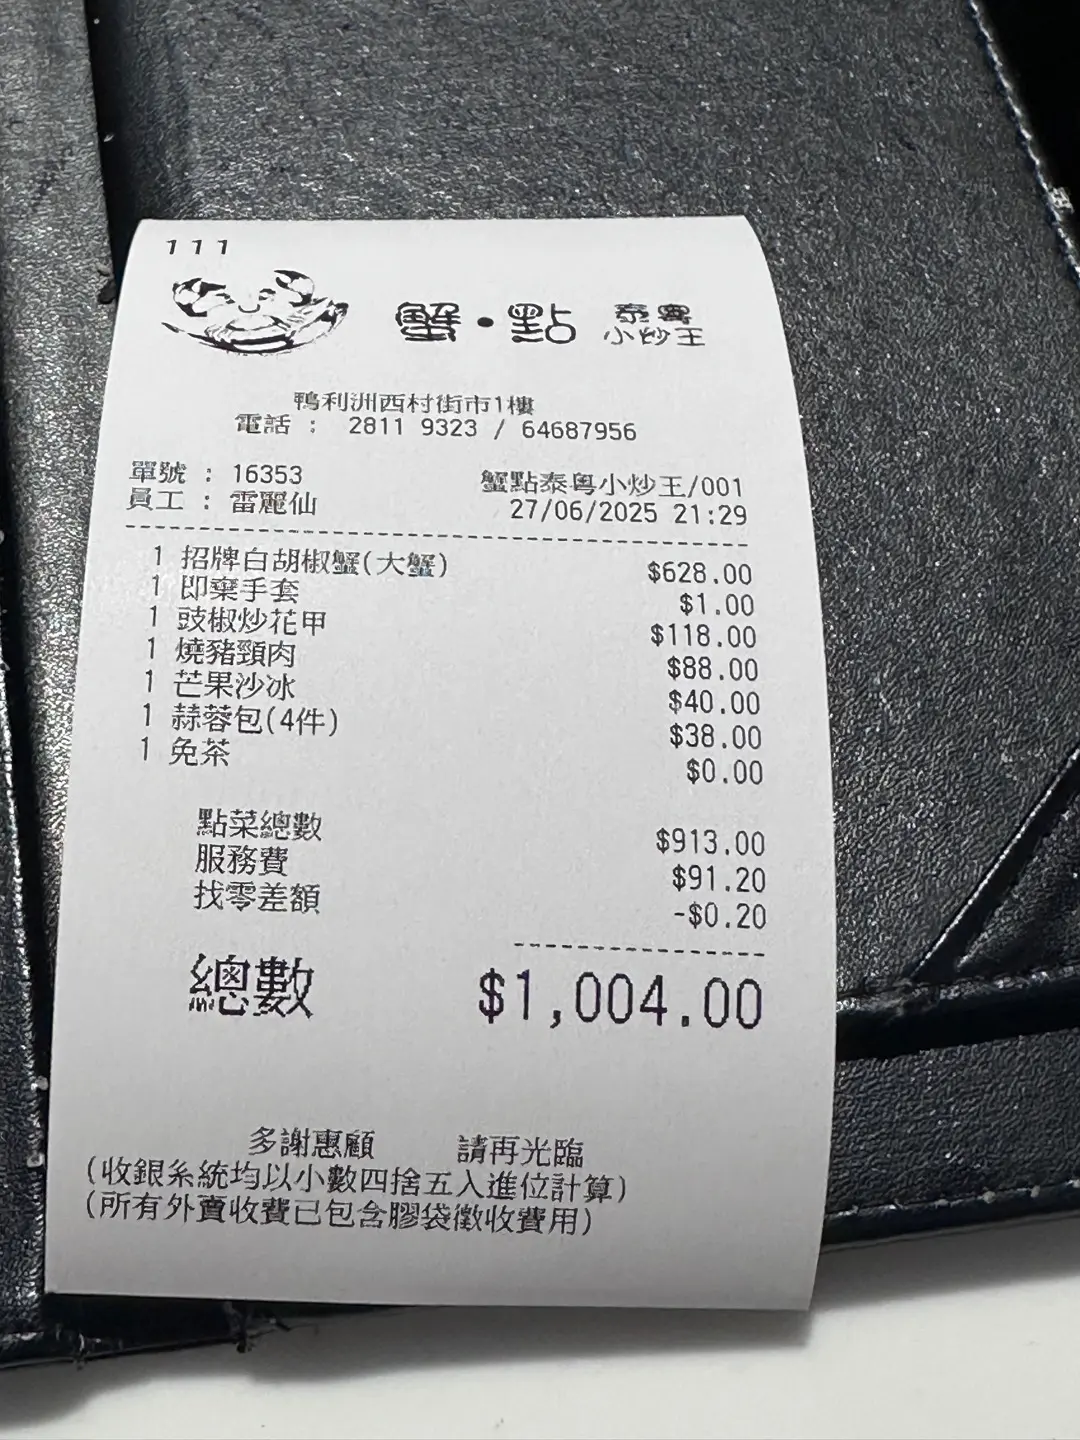 111
蟹·點 泰粵
小炒王
鴨利洲西村街市1樓
電話 : 2811 9323 / 64687956
單號 : 16353 蟹點泰粵小炒王/001
員工 : 雷麗仙 27/06/2025 21:29
1 招牌白胡椒蟹(大蟹) $628.00
1 即棄手套 $1.00
1 豉椒炒花甲 $118.00
1 燒豬頸肉 $88.00
1 芒果沙冰 $40.00
1 蒜蓉包(4件) $38.00
1 免茶 $0.00
點菜總數 $913.00
服務費 $91.20
找零差額 -$0.20
總數 $1,004.00
多謝惠顧 請再光臨
(收銀系統均以小數四捨五入進位計算)
(所有外賣收費已包含膠袋徵收費用)